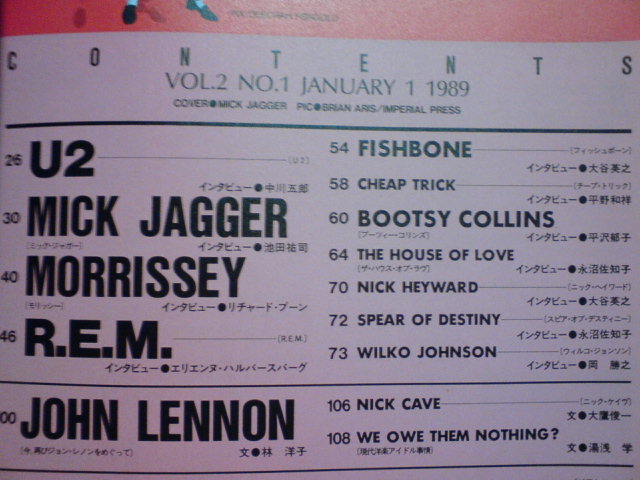 CONTENTS
VOL.2 NO.1 JANUARY 1 1989
COVER●MICK JAGGER PIC●BRIAN ARIS/IMPERIAL PRESS
26 U2 [U2]
インタビュー●中川五郎
30 MICK JAGGER
[ミック・ジャガー] インタビュー●池田祐司
40 MORRISSEY
[モリッシー] インタビュー●リチャード・ブーン
46 R.E.M. [R.E.M.]
インタビュー●エリエンヌ・ハルバースバーグ
00 JOHN LENNON
[今、再びジョン・レノンをめぐって] 文●林 洋子
54 FISHBONE [フィッシュボーン]
インタビュー●大谷英之
58 CHEAP TRICK [チープ・トリック]
インタビュー●平野和祥
60 BOOTSY COLLINS
[ブーツィー・コリンズ] インタビュー●平沢郁子
64 THE HOUSE OF LOVE
[ザ・ハウス・オブ・ラヴ] インタビュー●永沼佐知子
70 NICK HEYWARD [ニック・ヘイワード]
インタビュー●大谷英之
72 SPEAR OF DESTINY [スピア・オブ・デスティニー]
インタビュー●永沼佐知子
73 WILKO JOHNSON [ウィルコ・ジョンソン]
インタビュー●岡 勝之
106 NICK CAVE [ニック・ケイヴ]
文●大鷹俊一
108 WE OWE THEM NOTHING?
[現代洋楽アイドル事情] 文●湯浅 学